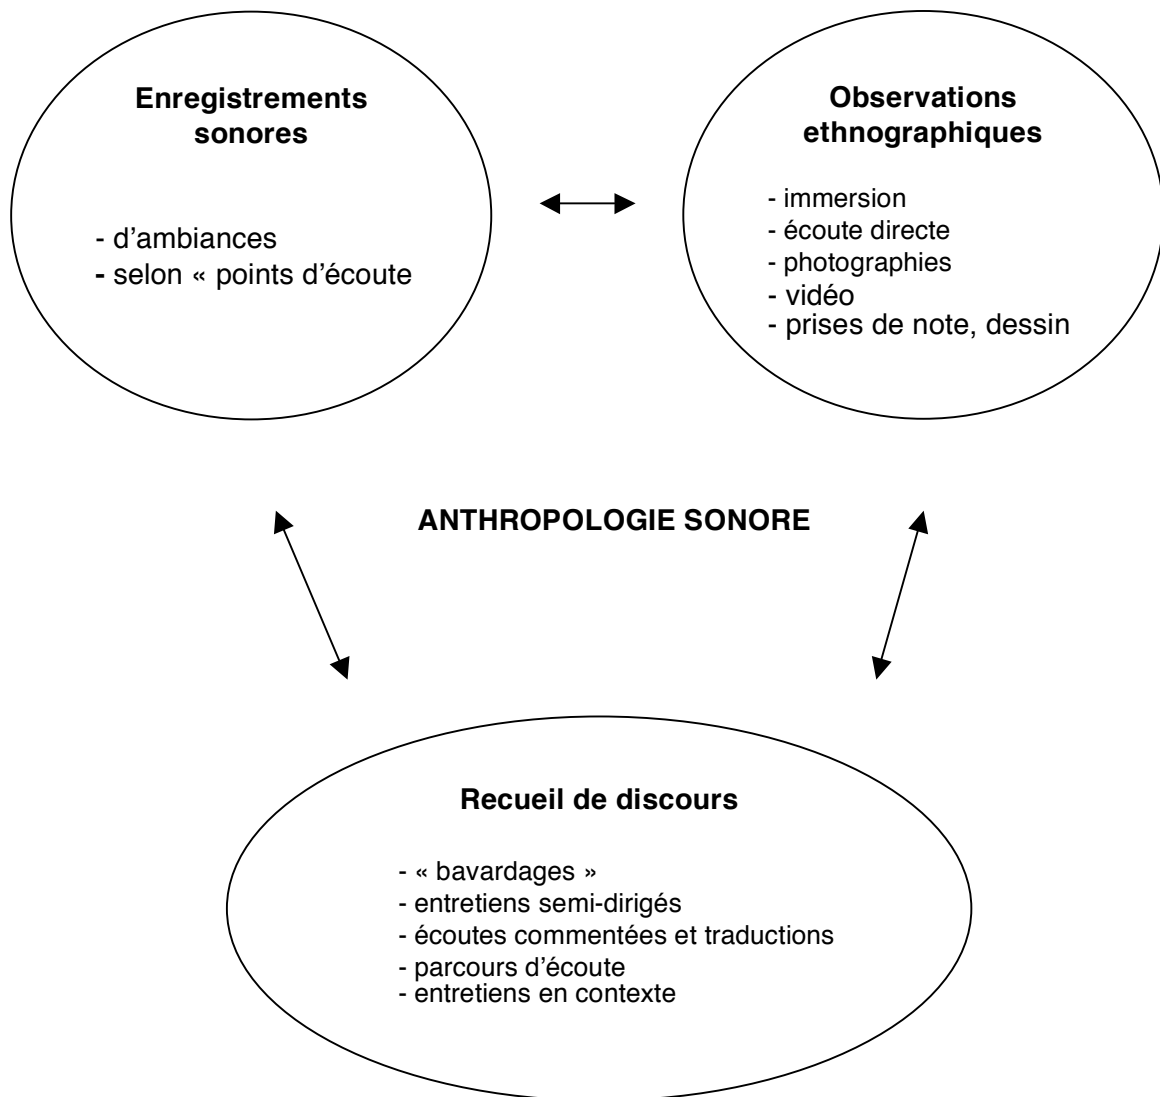 Enregistrements
sonores
- d'ambiances
- selon « points d'écoute
Observations
ethnographiques
- immersion
- écoute directe
- photographies
- vidéo
- prises de note, dessin
ANTHROPOLOGIE SONORE
Recueil de discours
- « bavardages »
- entretiens semi-dirigés
- écoutes commentées et traductions
- parcours d'écoute
- entretiens en contexte